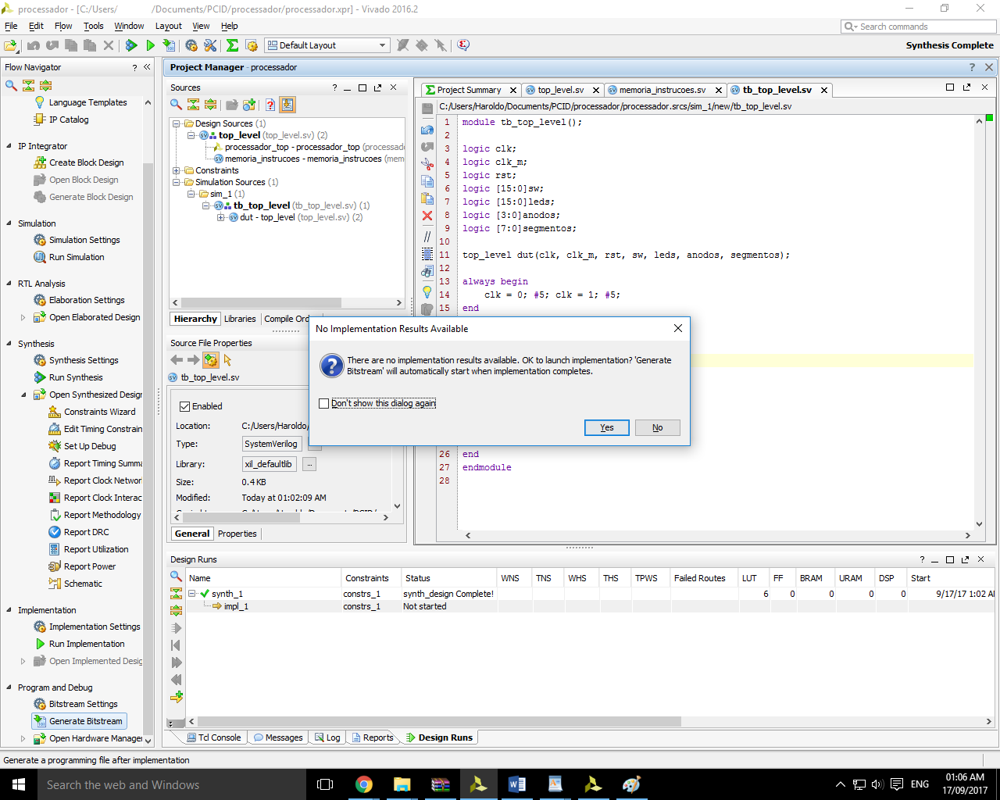 processador - [C:/Users/ /Documents/PCID/processador/processador.xpr] - Vivado 2016.2
File Edit Flow Tools Window Layout View Help
Search commands
Default Layout
Synthesis Complete
Flow Navigator
Language Templates
IP Catalog
IP Integrator
Create Block Design
Open Block Design
Generate Block Design
Simulation
Simulation Settings
Run Simulation
RTL Analysis
Elaboration Settings
Open Elaborated Design
Synthesis
Synthesis Settings
Run Synthesis
Open Synthesized Design
Constraints Wizard
Edit Timing Constrain
Set Up Debug
Report Timing Summa
Report Clock Networ
Report Clock Interac
Report Methodology
Report DRC
Report Utilization
Report Power
Schematic
Implementation
Implementation Settings
Run Implementation
Open Implemented Desig
Program and Debug
Bitstream Settings
Generate Bitstream
Open Hardware Manager
Project Manager - processador
Sources
Design Sources (1)
top_level (top_level.sv) (2)
processador_top - processador_top (processado
memoria_instrucoes - memoria_instrucoes (mem
Constraints
Simulation Sources (1)
sim_1 (1)
tb_top_level (tb_top_level.sv) (1)
dut - top_level (top_level.sv) (2)
Hierarchy Libraries Compile Ord
Source File Properties
tb_top_level.sv
Enabled
Location: C:/Users/Haroldo/
Type: SystemVerilog
Library: xil_defaultlib ...
Size: 0.4 KB
Modified: Today at 01:02:09 AM
General Properties
Project Summary top_level.sv memoria_instrucoes.sv tb_top_level.sv
C:/Users/Haroldo/Documents/PCID/processador/processador.srcs/sim_1/new/tb_top_level.sv
1 module tb_top_level();
2
3 logic clk;
4 logic clk_m;
5 logic rst;
6 logic [15:0]sw;
7 logic [15:0]leds;
8 logic [3:0]anodos;
9 logic [7:0]segmentos;
10
11 top_level dut(clk, clk_m, rst, sw, leds, anodos, segmentos);
12
13 always begin
14 clk = 0; #5; clk = 1; #5;
15 end
26 end
27 endmodule
28
No Implementation Results Available
There are no implementation results available. OK to launch implementation? 'Generate
Bitstream' will automatically start when implementation completes.
Don't show this dialog again
Yes No
Design Runs
Name Constraints Status WNS TNS WHS THS TPWS Failed Routes LUT FF BRAM URAM DSP Start
synth_1 constrs_1 synth_design Complete! 6 0 0 0 0 9/17/17 1:02 A
impl_1 constrs_1 Not started
Tcl Console Messages Log Reports Design Runs
Generate a programming file after implementation
Search the web and Windows
ENG
01:06 AM
17/09/2017